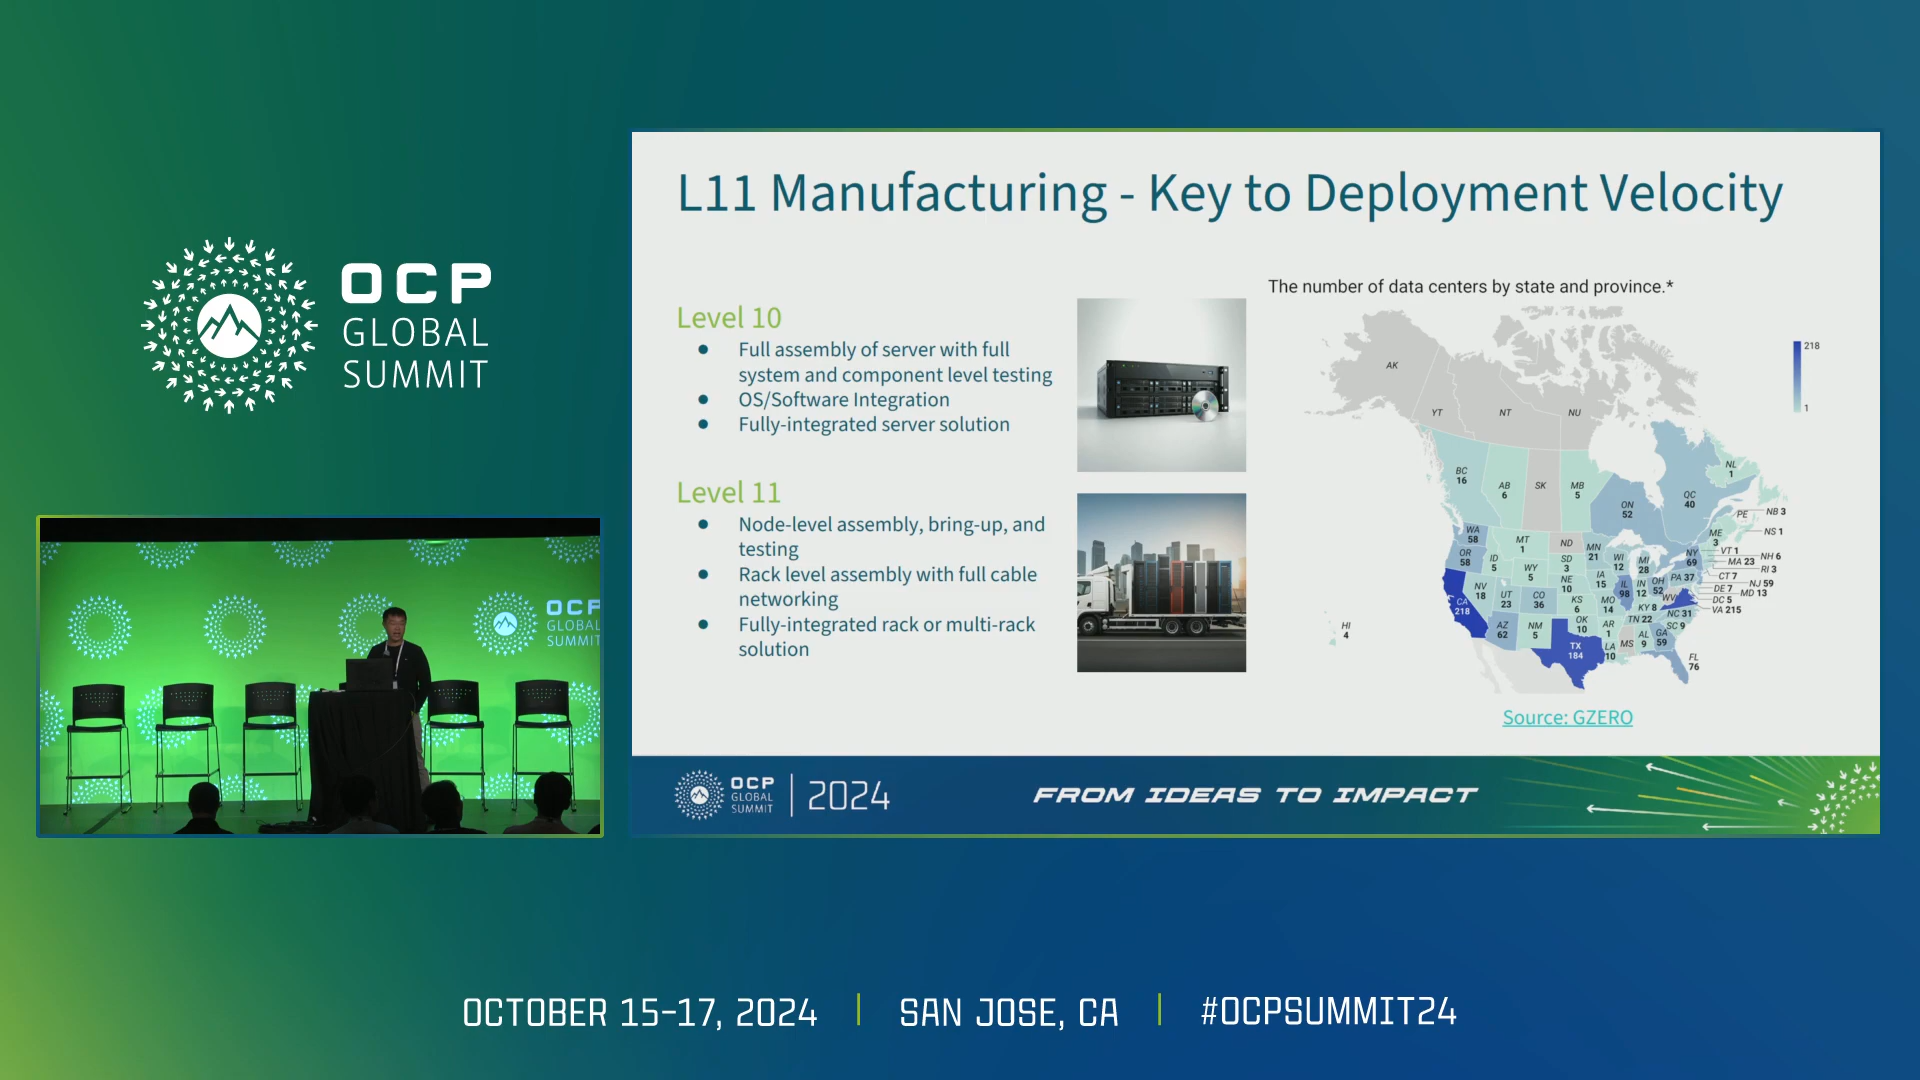 OCP
GLOBAL
SUMMIT
OCP
GLOBAL
SUMMIT
L11 Manufacturing - Key to Deployment Velocity
Level 10
● Full assembly of server with full
system and component level testing
● OS/Software Integration
● Fully-integrated server solution
Level 11
● Node-level assembly, bring-up, and
testing
● Rack level assembly with full cable
networking
● Fully-integrated rack or multi-rack
solution
The number of data centers by state and province.*
218
1
AK
YT
NT
NU
BC
16
AB
6
SK
MB
5
ON
52
QC
40
NL
1
PE
NB 3
NS 1
ME
3
VT 1
NH 6
MA 23
RI 3
CT 7
NJ 59
DE 7
MD 13
DC 5
VA 215
WA
58
OR
58
ID
5
MT
1
ND
MN
21
WI
12
MI
28
NY
69
PA 37
SD
3
WY
5
NE
10
IA
15
IL
98
IN
12
OH
52
WV
NV
18
UT
23
CO
36
KS
6
MO
14
KY 8
NC 31
CA
218
AZ
62
NM
5
OK
10
AR
1
TN 22
SC 9
TX
184
LA
10
MS
AL
9
GA
59
FL
76
HI
4
Source: GZERO
OCP
GLOBAL
SUMMIT
2024
FROM IDEAS TO IMPACT
OCTOBER 15-17, 2024
SAN JOSE, CA
#OCPSUMMIT24